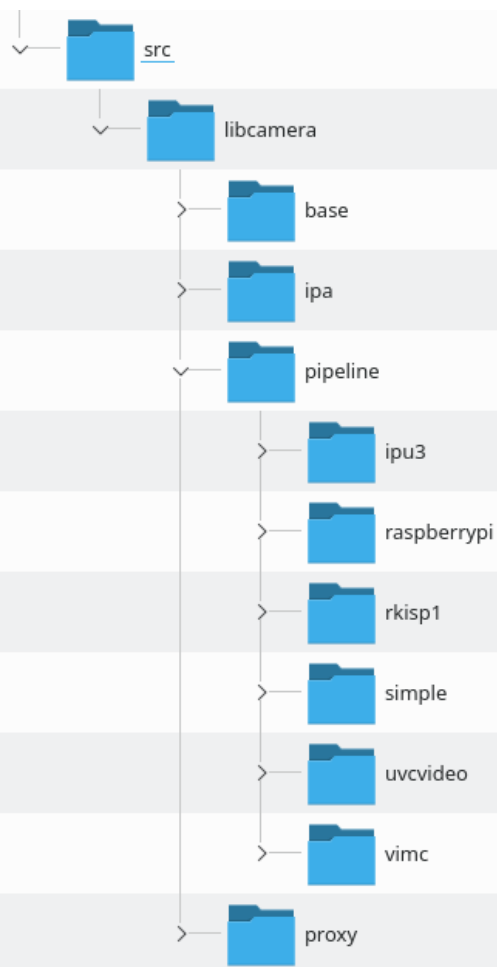 src
libcamera
base
ipa
pipeline
ipu3
raspberrypi
rkisp1
simple
uvcvideo
vimc
proxy